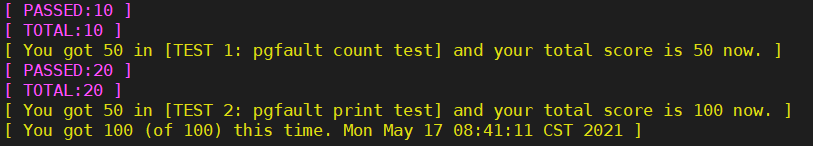 [ PASSED:10 ]
[ TOTAL:10 ]
[ You got 50 in [TEST 1: pgfault count test] and your total score is 50 now. ]
[ PASSED:20 ]
[ TOTAL:20 ]
[ You got 50 in [TEST 2: pgfault print test] and your total score is 100 now. ]
[ You got 100 (of 100) this time. Mon May 17 08:41:11 CST 2021 ]